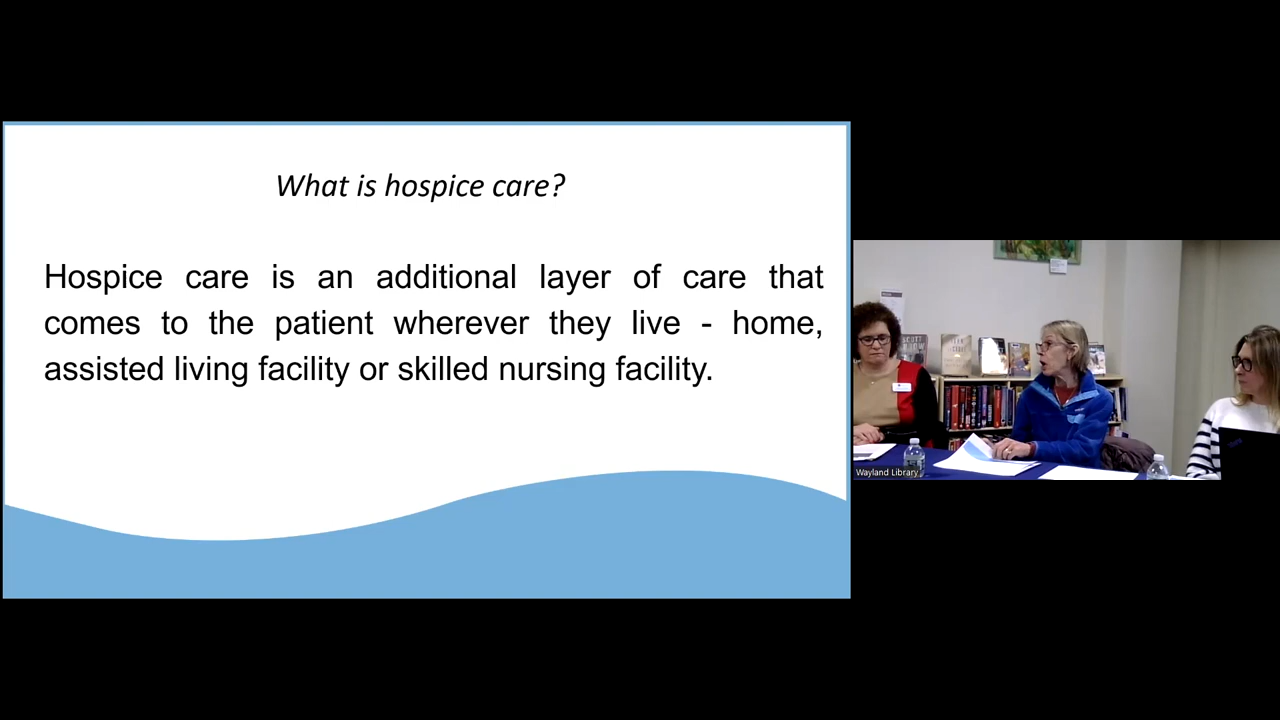 What is hospice care?
Hospice care is an additional layer of care that
comes to the patient wherever they live - home,
assisted living facility or skilled nursing facility.
Wayland Library